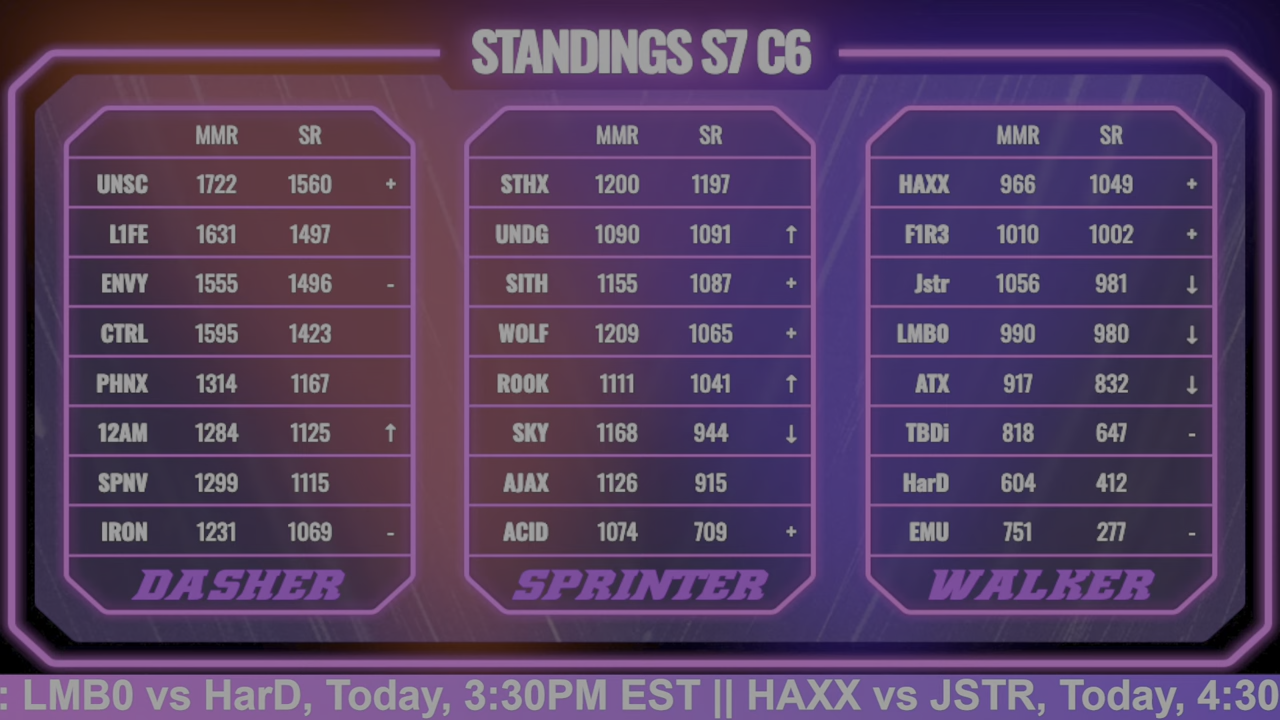 STANDINGS S7 C6
MMR SR
UNSC 1722 1560 +
L1FE 1631 1497
ENVY 1555 1496 -
CTRL 1595 1423
PHNX 1314 1167
12AM 1284 1125 ↑
SPNV 1299 1115
IRON 1231 1069 -
DASHER
MMR SR
STHX 1200 1197
UNDG 1090 1091 ↑
SITH 1155 1087 +
WOLF 1209 1065 +
ROOK 1111 1041 ↑
SKY 1168 944 ↓
AJAX 1126 915
ACID 1074 709 +
SPRINTER
MMR SR
HAXX 966 1049 +
F1R3 1010 1002 +
Jstr 1056 981 ↓
LMB0 990 980 ↓
ATX 917 832 ↓
TBDi 818 647 -
HarD 604 412
EMU 751 277 -
WALKER
: LMB0 vs HarD, Today, 3:30PM EST || HAXX vs JSTR, Today, 4:30